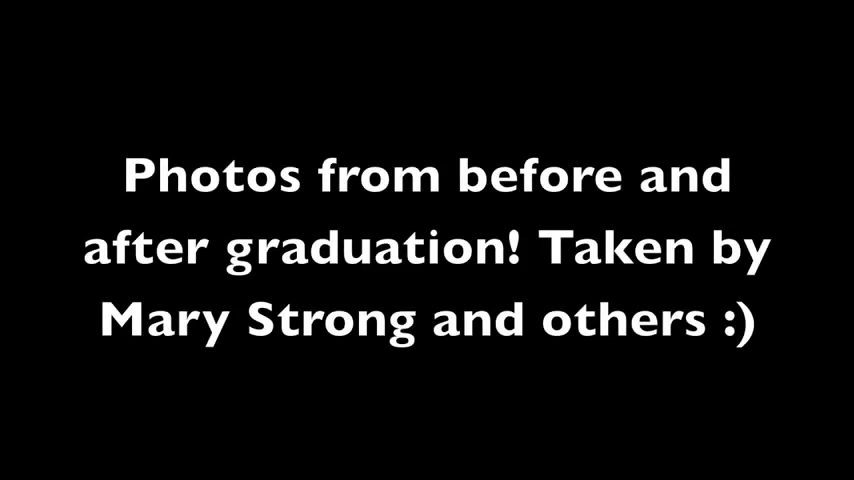 Photos from before and
after graduation! Taken by
Mary Strong and others :)